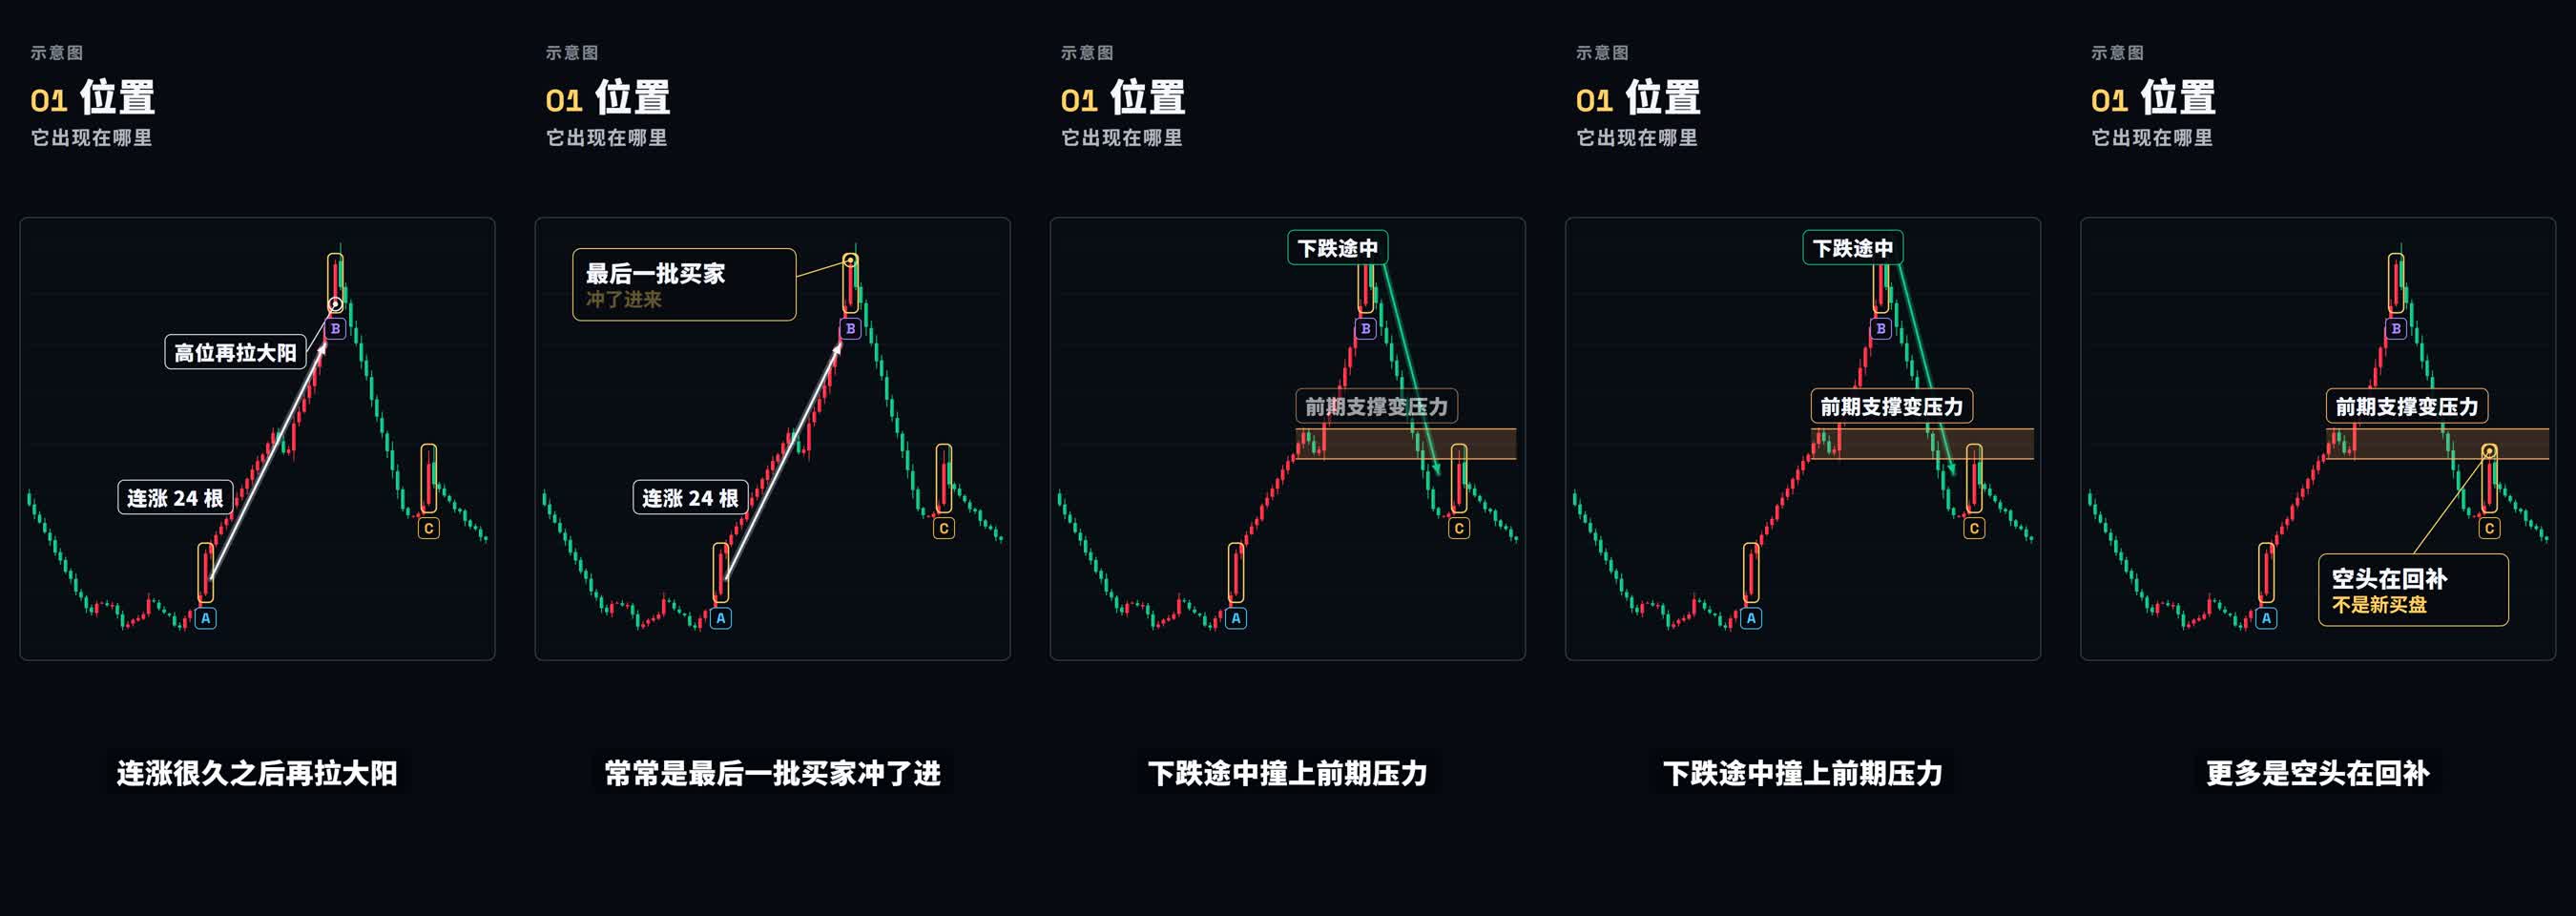 示意图
01 位置
它出现在哪里
高位再拉大阳
B
连涨 24 根
C
A
连涨很久之后再拉大阳
示意图
01 位置
它出现在哪里
最后一批买家
冲了进来
B
连涨 24 根
C
A
常常是最后一批买家冲了进
示意图
01 位置
它出现在哪里
下跌途中
B
前期支撑变压力
C
A
下跌途中撞上前期压力
示意图
01 位置
它出现在哪里
下跌途中
B
前期支撑变压力
C
A
下跌途中撞上前期压力
示意图
01 位置
它出现在哪里
B
前期支撑变压力
C
空头在回补
不是新买盘
A
更多是空头在回补